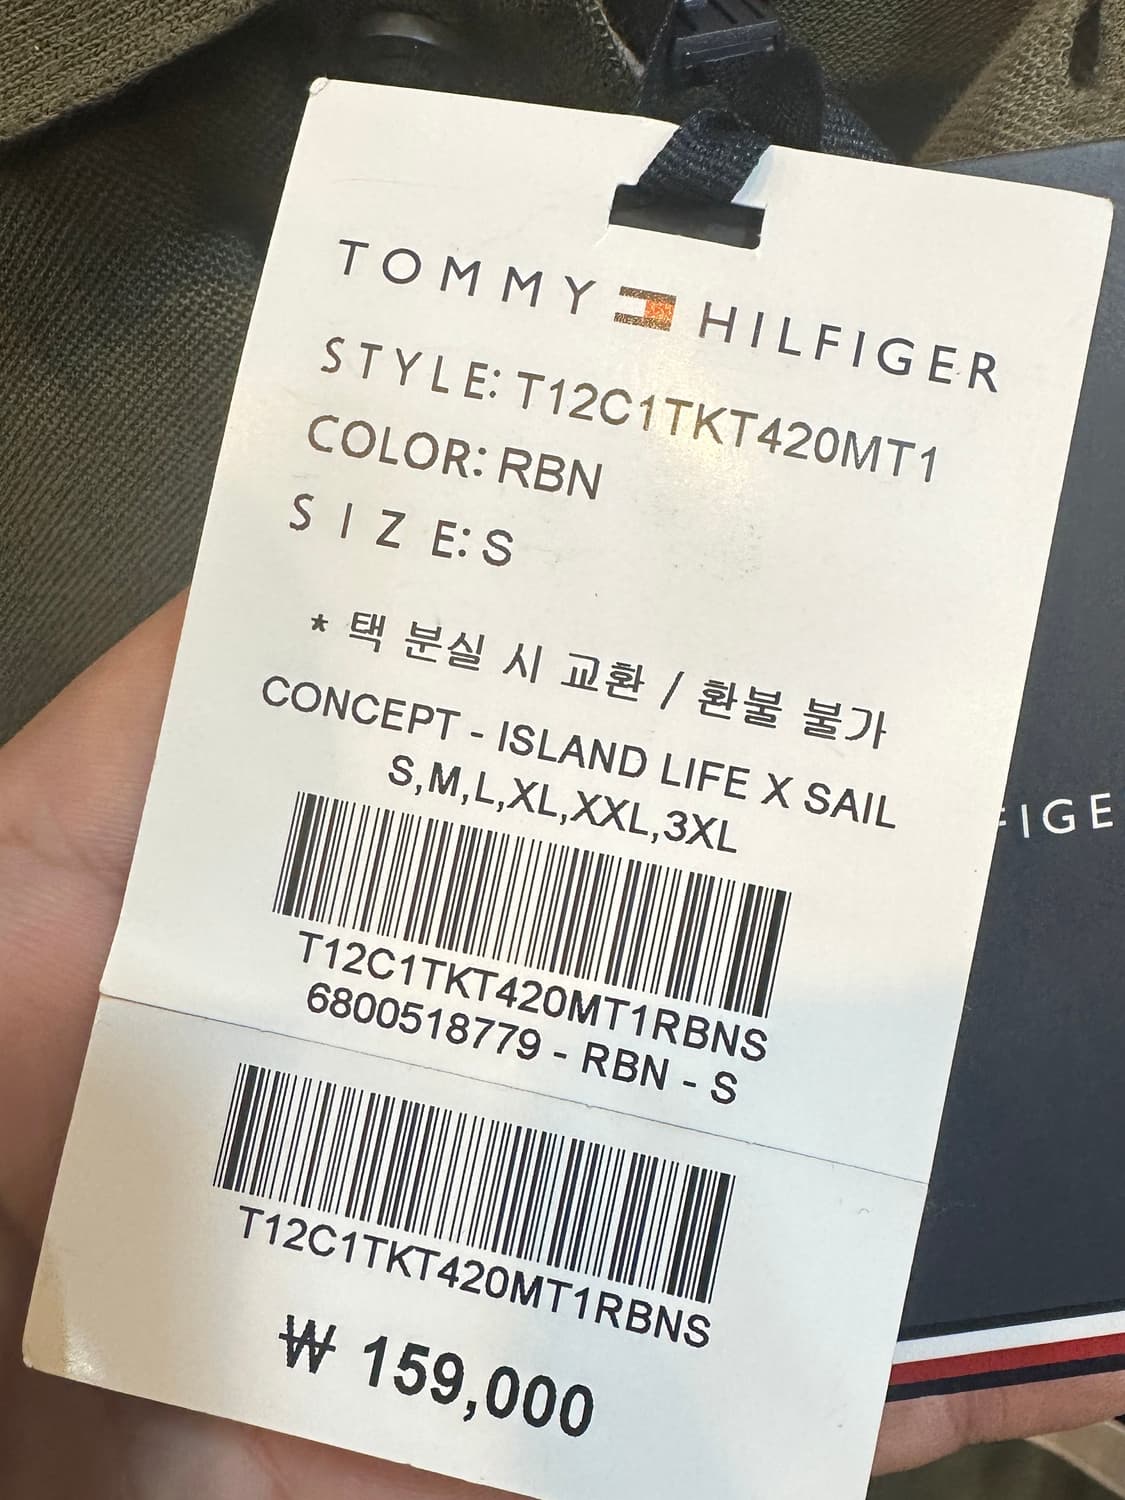 TOMMY HILFIGER
STYLE: T12C1TKT420MT1
COLOR: RBN
SIZE: S
* 택 분실 시 교환 / 환불 불가
CONCEPT - ISLAND LIFE X SAIL
S,M,L,XL,XXL,3XL
T12C1TKT420MT1RBNS
6800518779 - RBN - S
T12C1TKT420MT1RBNS
₩ 159,000
FIGE